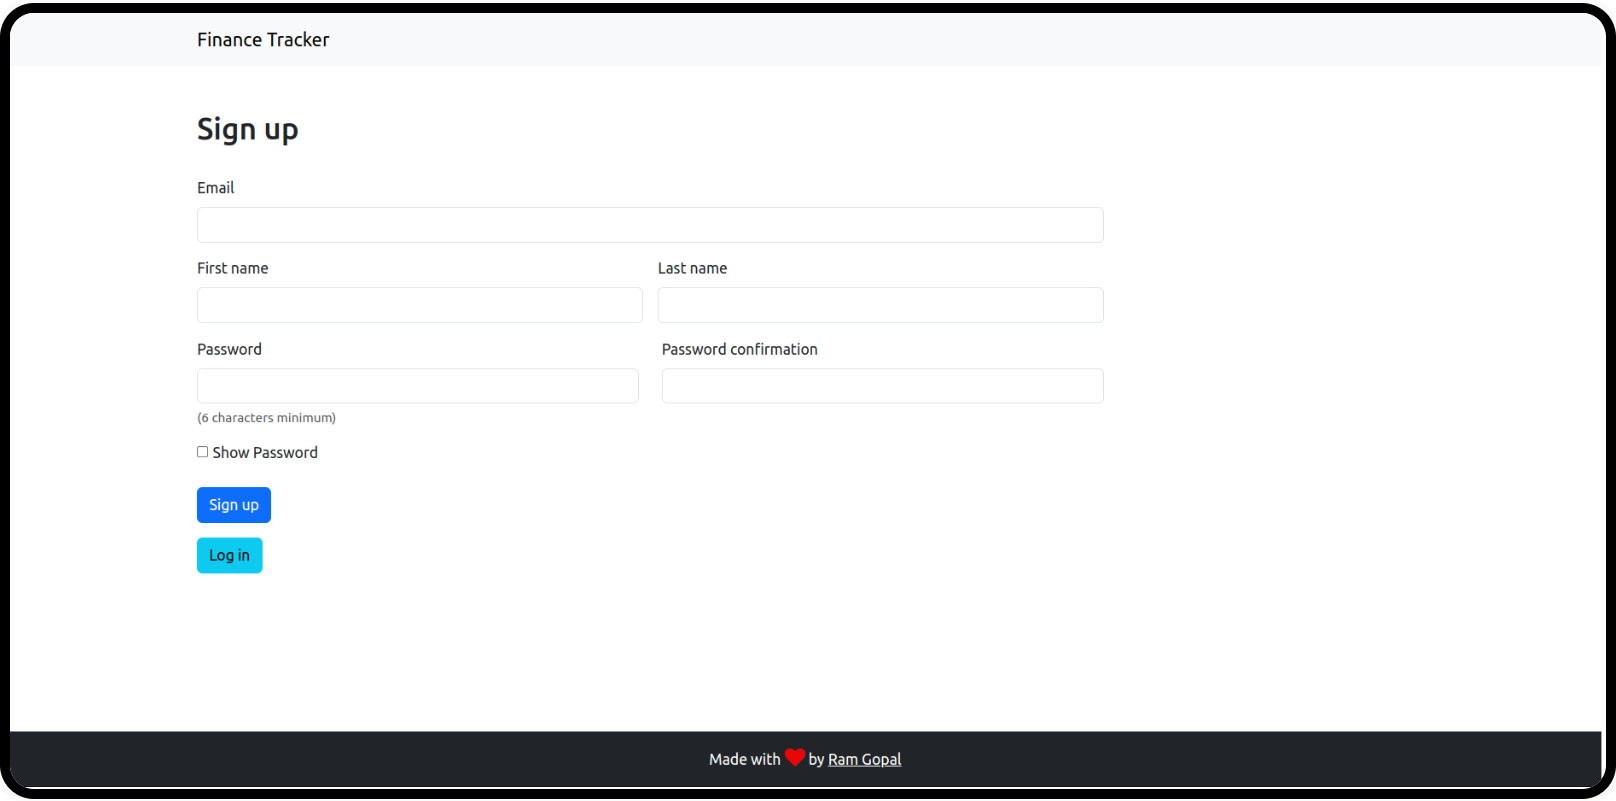 Finance Tracker
Sign up
Email
First name Last name
Password Password confirmation
(6 characters minimum)
Show Password
Sign up
Log in
Made with by Ram Gopal